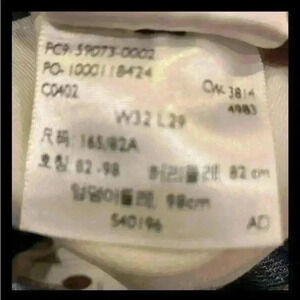 PC9: 59073-0002
PO: 1000118424
C0402
CW: 3814
4983
W32 L29
尺码: 165/82A
호칭 82-98 허리둘레 82 cm
엉덩이둘레 98cm
540196 AD